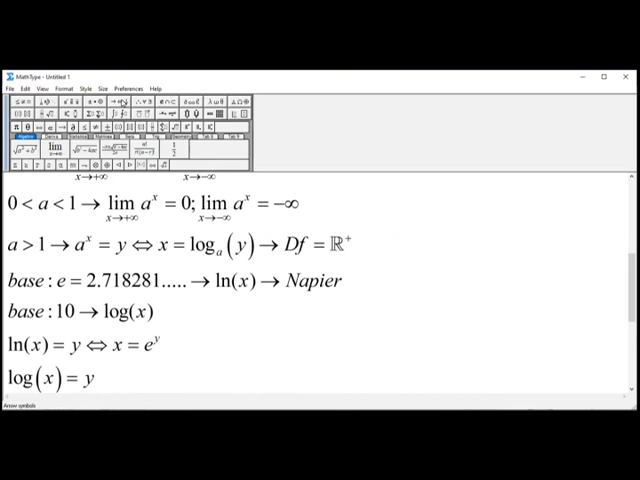 MathType - Untitled 1
File Edit View Format Style Size Preferences Help
x→+∞ x→−∞
0 < a < 1 → lim x→+∞ a^x = 0; lim x→−∞ a^x = −∞
a > 1 → a^x = y ⇔ x = log_a (y) → Df = ℝ^+
base : e = 2.718281..... → ln(x) → Napier
base : 10 → log(x)
ln(x) = y ⇔ x = e^y
log(x) = y
Arrow symbols